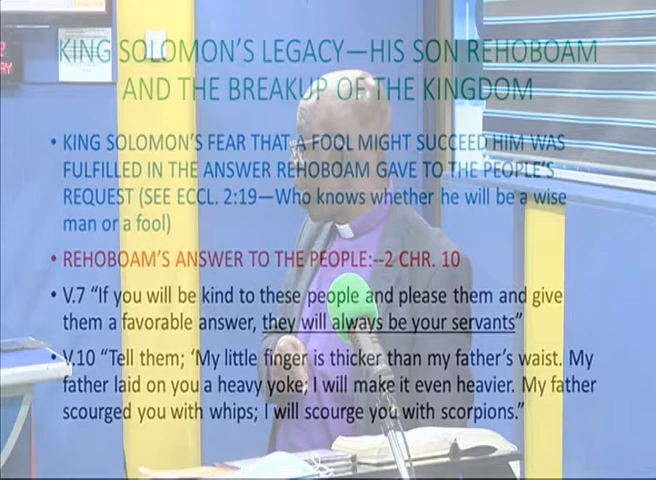 KING SOLOMON'S LEGACY—HIS SON REHOBOAM
AND THE BREAKUP OF THE KINGDOM
• KING SOLOMON'S FEAR THAT A FOOL MIGHT SUCCEED HIM WAS
FULFILLED IN THE ANSWER REHOBOAM GAVE TO THE PEOPLE'S
REQUEST (SEE ECCL. 2:19—Who knows whether he will be a wise
man or a fool)
• REHOBOAM'S ANSWER TO THE PEOPLE:--2 CHR. 10
• V.7 "If you will be kind to these people and please them and give
them a favorable answer, they will always be your servants"
• V.10 "Tell them; 'My little finger is thicker than my father's waist. My
father laid on you a heavy yoke; I will make it even heavier. My father
scourged you with whips; I will scourge you with scorpions."